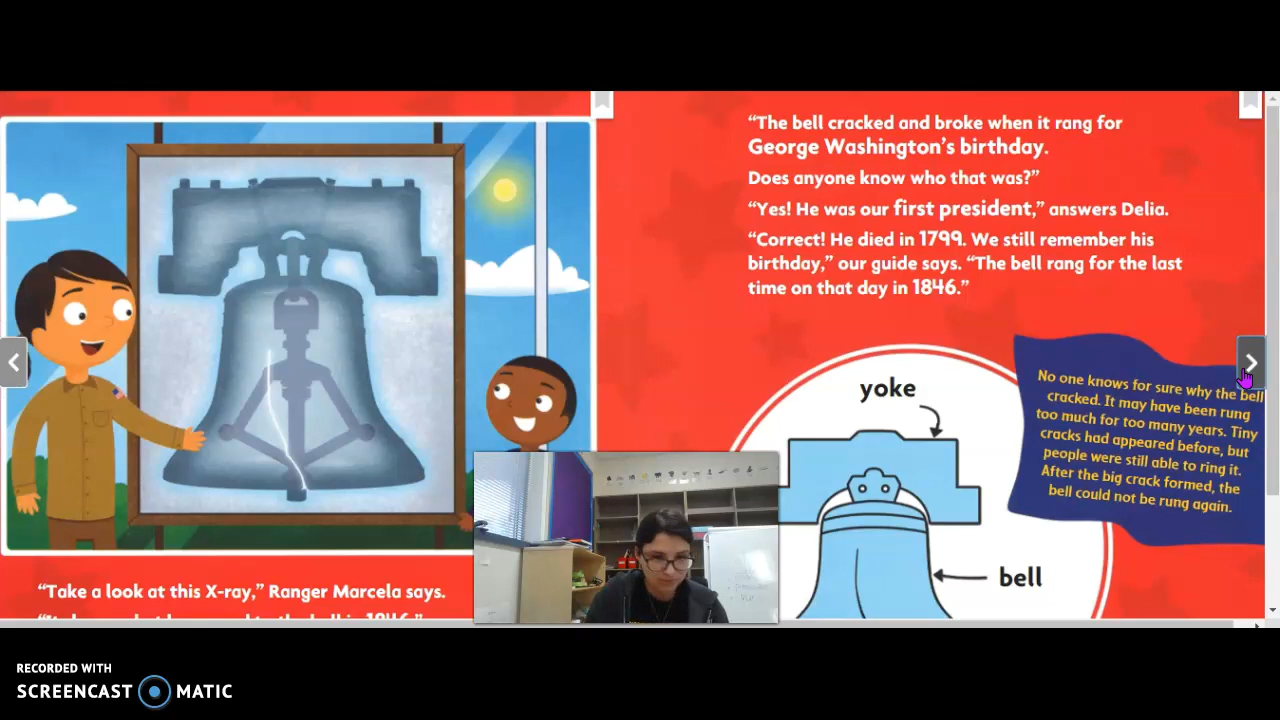 “Take a look at this X-ray,” Ranger Marcela says.
“The bell cracked and broke when it rang for
George Washington’s birthday.
Does anyone know who that was?”
“Yes! He was our first president,” answers Delia.
“Correct! He died in 1799. We still remember his
birthday,” our guide says. “The bell rang for the last
time on that day in 1846.”
yoke
bell
No one knows for sure why the bell
cracked. It may have been rung
too much for too many years. Tiny
cracks had appeared before, but
people were still able to ring it.
After the big crack formed, the
bell could not be rung again.
RECORDED WITH
SCREENCAST MATIC